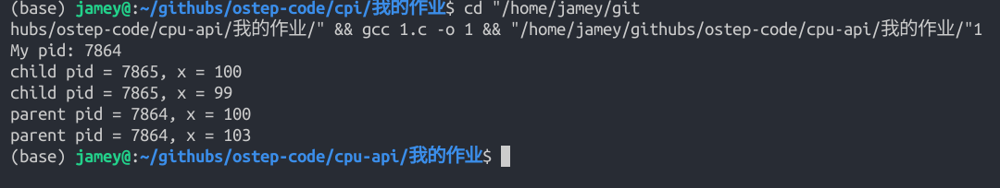 (base) jamey@:~/githubs/ostep-code/cpi/我的作业$ cd "/home/jamey/git
hubs/ostep-code/cpu-api/我的作业/" && gcc 1.c -o 1 && "/home/jamey/githubs/ostep-code/cpu-api/我的作业/"1
My pid: 7864
child pid = 7865, x = 100
child pid = 7865, x = 99
parent pid = 7864, x = 100
parent pid = 7864, x = 103
(base) jamey@:~/githubs/ostep-code/cpu-api/我的作业$